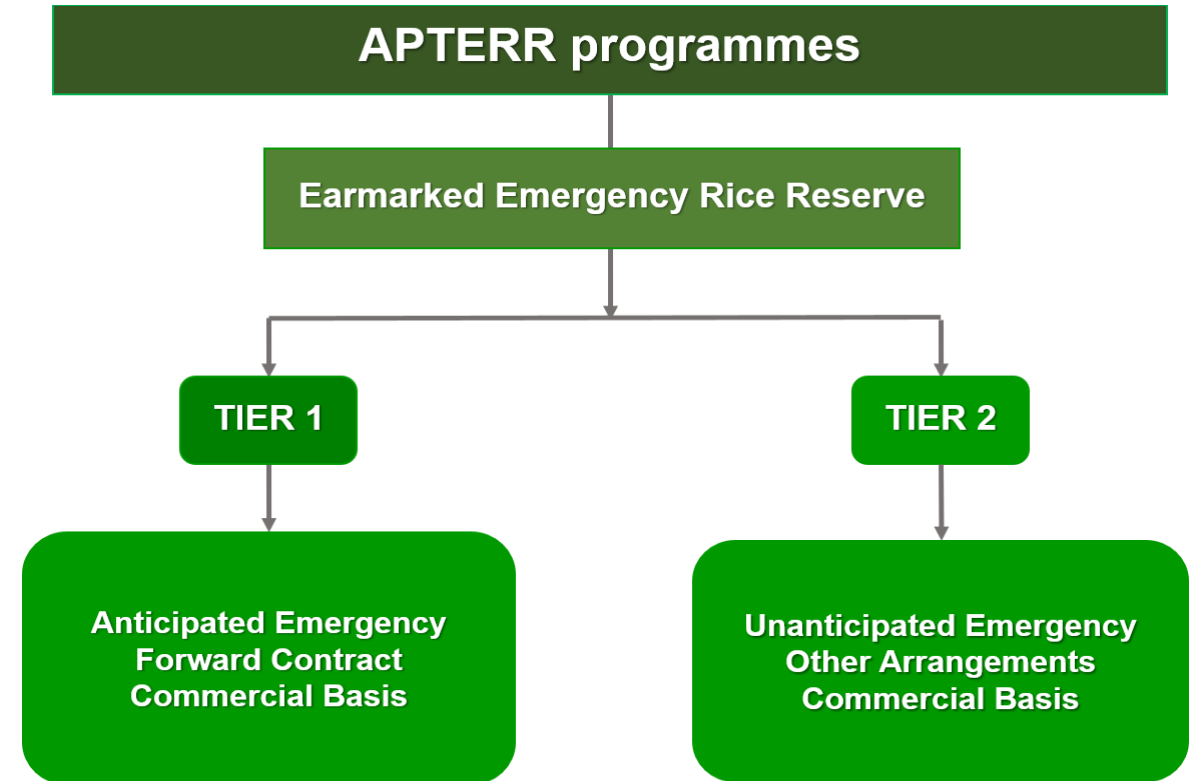 APTERR programmes
Earmarked Emergency Rice Reserve
TIER 1
TIER 2
Anticipated Emergency
Forward Contract
Commercial Basis
Unanticipated Emergency
Other Arrangements
Commercial Basis